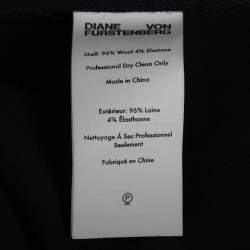 DIANE VON
FURSTENBERG
Shell: 96% Wool 4% Elastane
Professional Dry Clean Only
Made in China
Extérieur: 96% Laine
4% Élasthanne
Nettoyage À Sec Professionnel
Seulement
Fabriqué en Chine
P